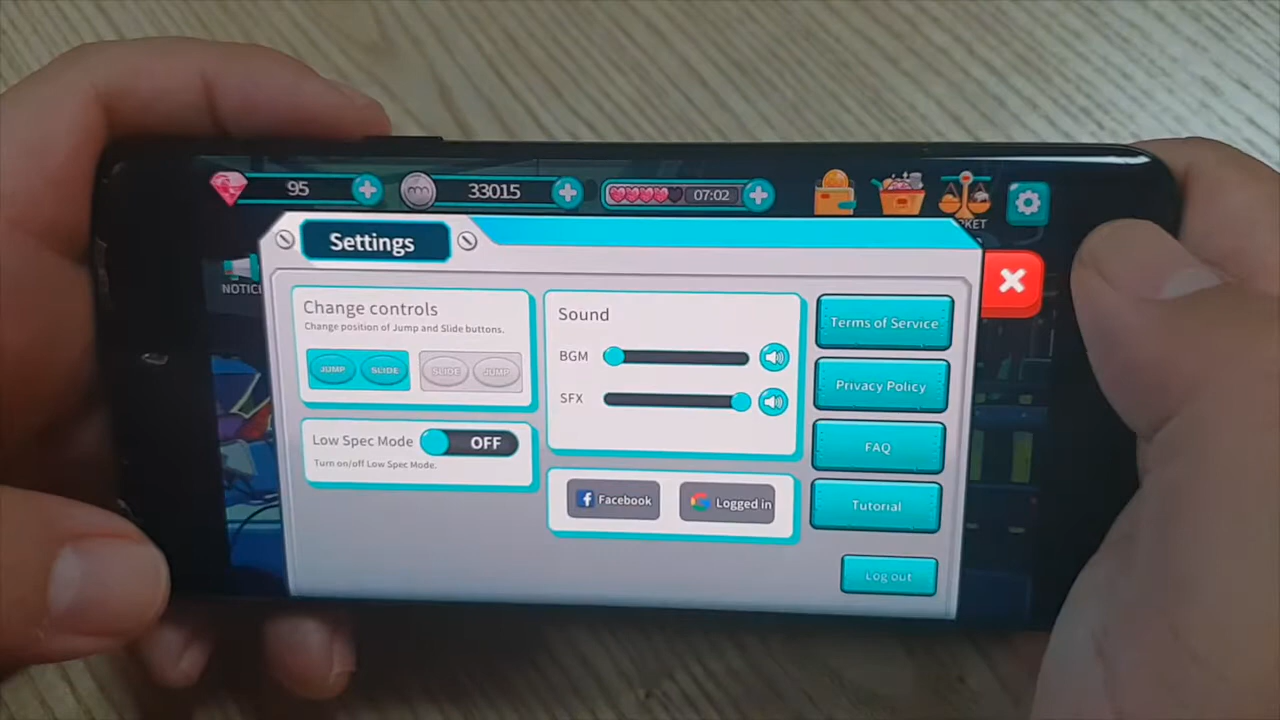 95
33015
07:02
KET
NOTIC
Settings
Change controls
Change position of Jump and Slide buttons.
JUMP SLIDE SLIDE JUMP
Low Spec Mode OFF
Turn on/off Low Spec Mode.
Sound
BGM
SFX
Facebook Logged in
Terms of Service
Privacy Policy
FAQ
Tutorial
Log out